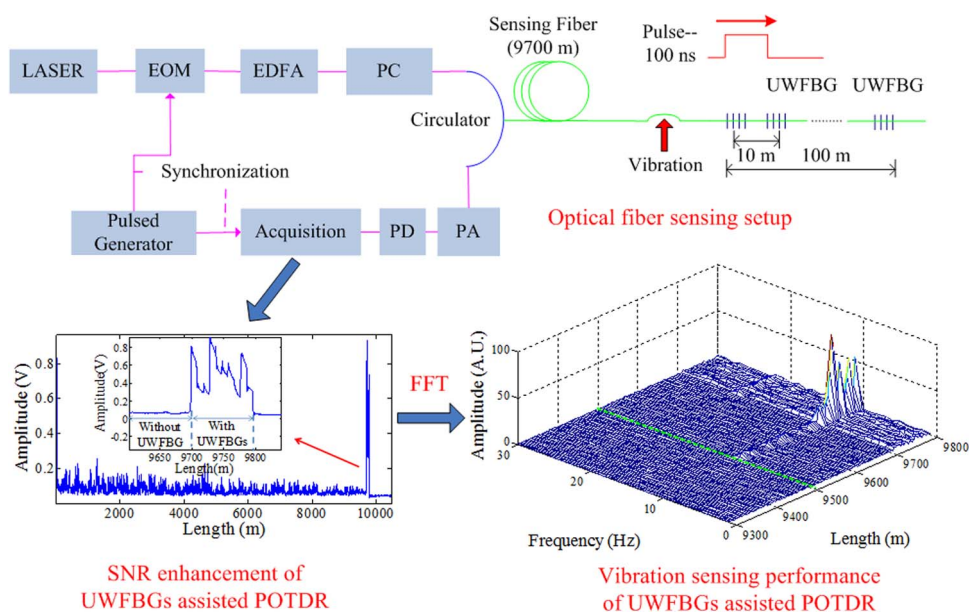 Sensing Fiber
(9700 m)
Pulse--
100 ns
LASER
EOM
EDFA
PC
UWFBG
UWFBG
Circulator
10 m
Vibration
100 m
Synchronization
Pulsed
Generator
Acquisition
PD
PA
Optical fiber sensing setup
Amplitude(V)
0.8
0.6
0.4
0.2
2000
4000
6000
8000
10000
Length (m)
Amplitude(V)
0.8
0.6
0.4
0.2
0
-0.2
Without
UWFBG
With
UWFBGs
9650
9700
9750
9800
Length(m)
FFT
Amplitude (A.U.)
100
50
0
30
20
10
0
Frequency (Hz)
9300
9400
9500
9600
9700
9800
Length (m)
SNR enhancement of
UWFBGs assisted POTDR
Vibration sensing performance
of UWFBGs assisted POTDR